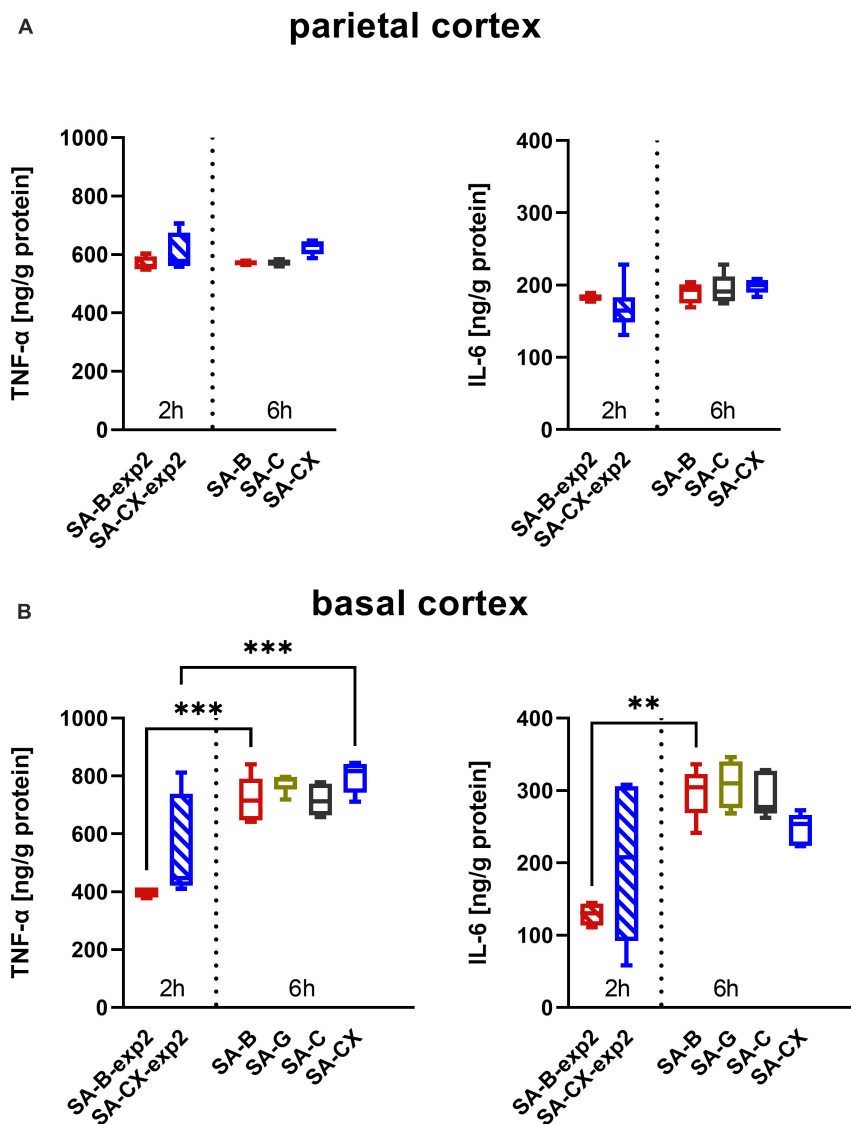 A
parietal cortex
TNF-α [ng/g protein]
1000
800
600
400
200
0
2h
6h
SA-B-exp2
SA-CX-exp2
SA-B
SA-C
SA-CX
IL-6 [ng/g protein]
400
300
200
100
0
2h
6h
SA-B-exp2
SA-CX-exp2
SA-B
SA-C
SA-CX
B
basal cortex
TNF-α [ng/g protein]
1000
800
600
400
200
0
***
***
2h
6h
SA-B-exp2
SA-CX-exp2
SA-B
SA-G
SA-C
SA-CX
IL-6 [ng/g protein]
400
300
200
100
0
**
2h
6h
SA-B-exp2
SA-CX-exp2
SA-B
SA-G
SA-C
SA-CX